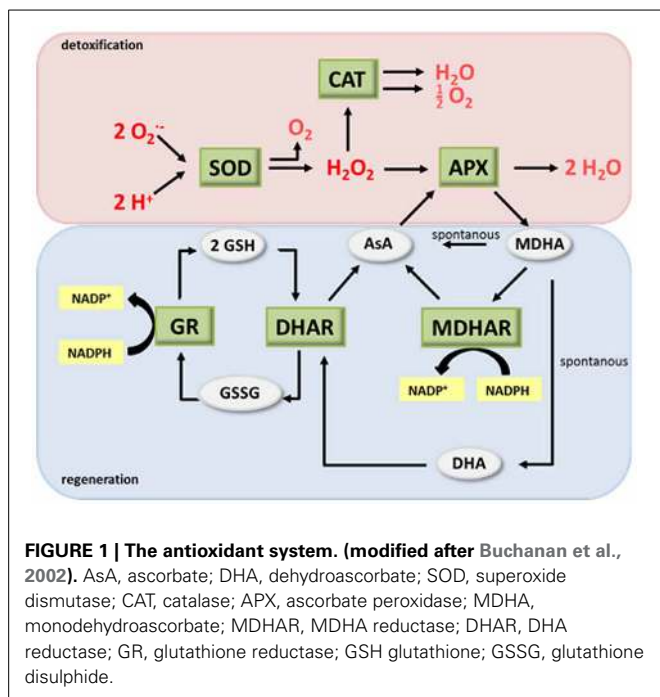 detoxification
CAT
H₂O
½ O₂
2 O₂·⁻
O₂
SOD
H₂O₂
APX
2 H₂O
2 H⁺
2 GSH
AsA
spontanous
MDHA
NADP⁺
GR
DHAR
MDHAR
NADPH
spontanous
GSSG
NADP⁺
NADPH
DHA
regeneration
FIGURE 1 | The antioxidant system. (modified after Buchanan et al.,
2002). AsA, ascorbate; DHA, dehydroascorbate; SOD, superoxide
dismutase; CAT, catalase; APX, ascorbate peroxidase; MDHA,
monodehydroascorbate; MDHAR, MDHA reductase; DHAR, DHA
reductase; GR, glutathione reductase; GSH glutathione; GSSG, glutathione
disulphide.